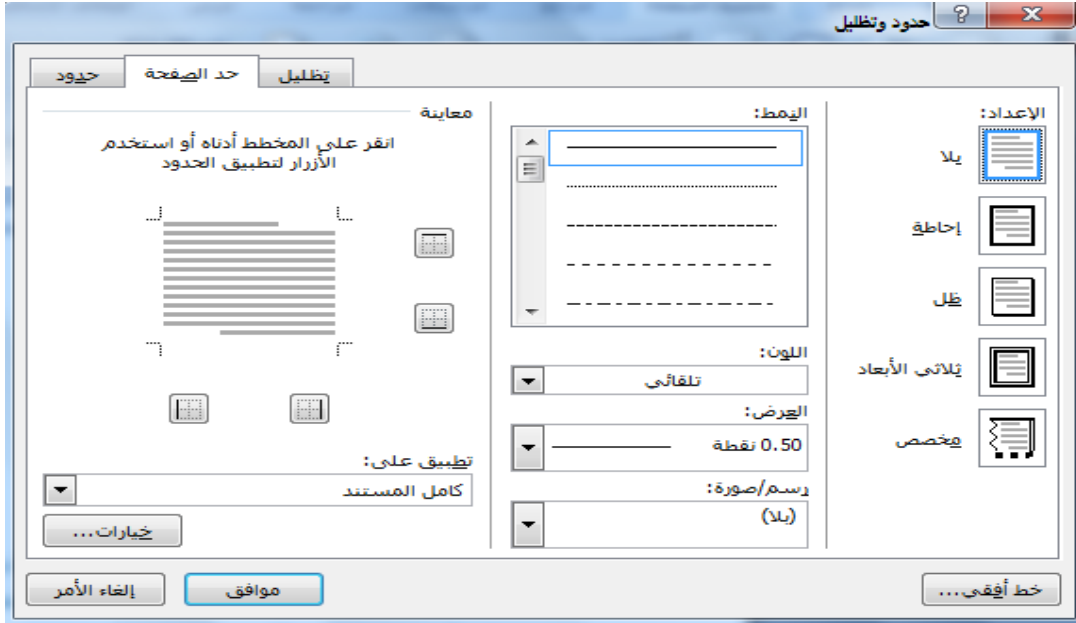 حدود وتظليل
حدود
حد الصفحة
تظليل
الإعداد:
بلا
إحاطة
ظل
ثلاثي الأبعاد
مخصص
النمط:
اللون:
تلقائي
العرض:
0.50 نقطة
رسم/صورة:
(بلا)
معاينة
انقر على المخطط أدناه أو استخدم
الأزرار لتطبيق الحدود
تطبيق على:
كامل المستند
خيارات...
خط أفقي...
موافق
إلغاء الأمر